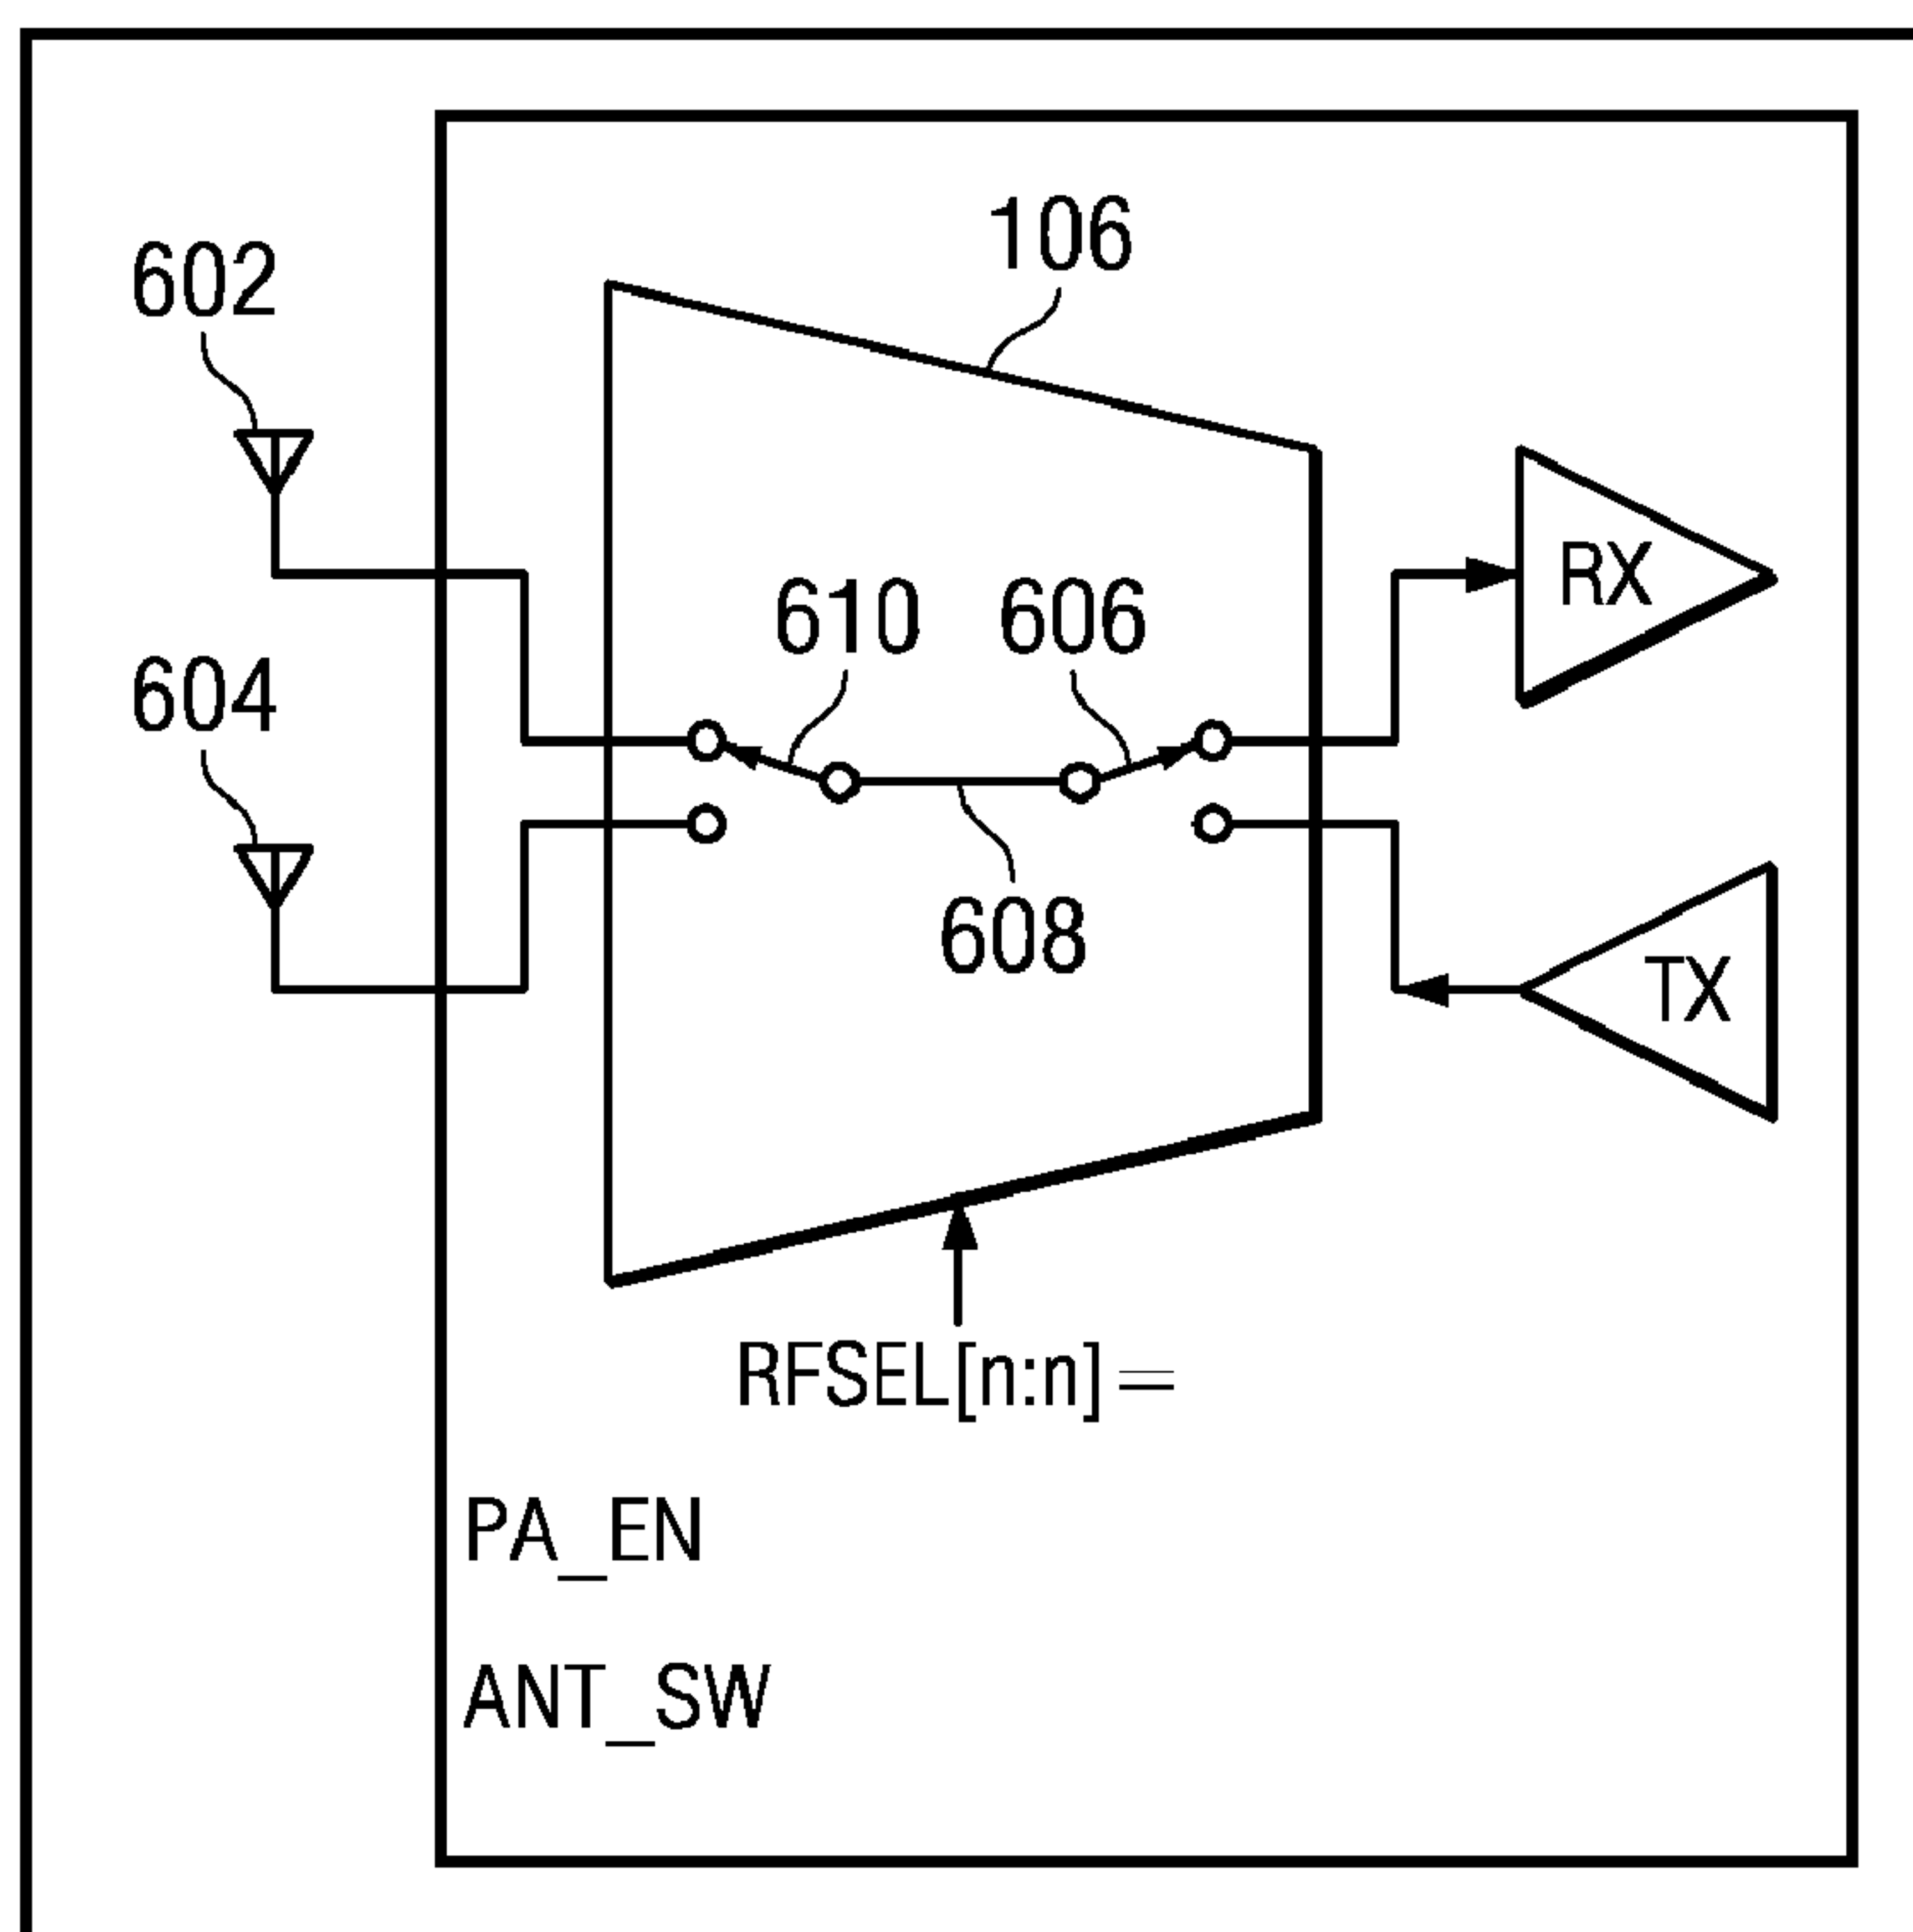 106
602
RX
610
606
604
608
TX
RFSEL[n:n]=
PA_EN
ANT_SW